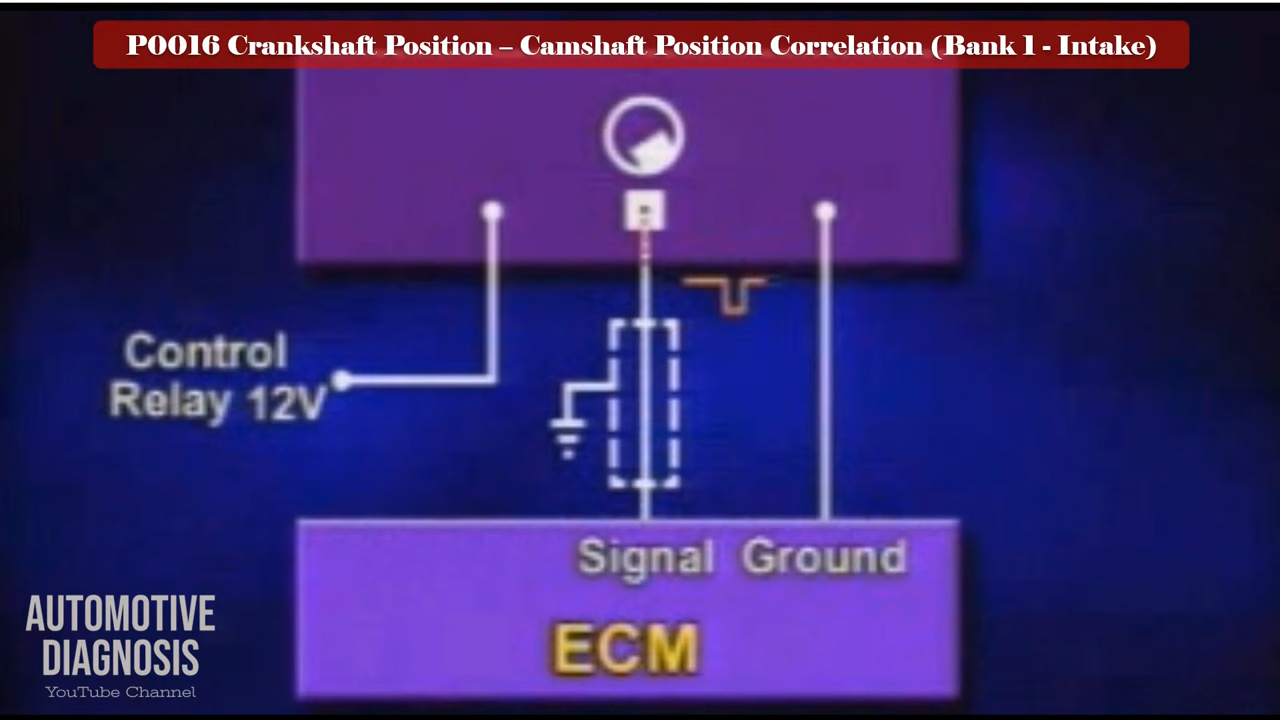 P0016 Crankshaft Position – Camshaft Position Correlation (Bank 1 - Intake)
Control
Relay 12V
Signal Ground
ECM
AUTOMOTIVE
DIAGNOSIS
YouTube Channel